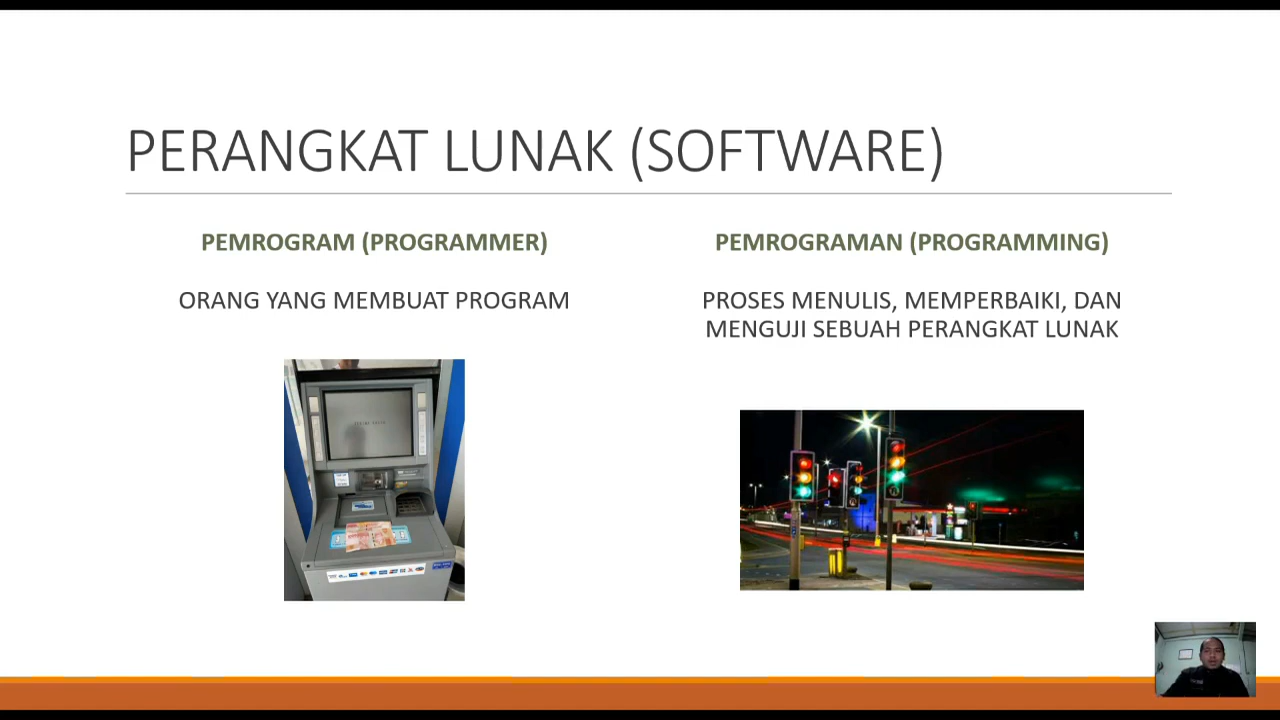 PERANGKAT LUNAK (SOFTWARE)
PEMROGRAM (PROGRAMMER)
ORANG YANG MEMBUAT PROGRAM
PEMROGRAMAN (PROGRAMMING)
PROSES MENULIS, MEMPERBAIKI, DAN
MENGUJI SEBUAH PERANGKAT LUNAK